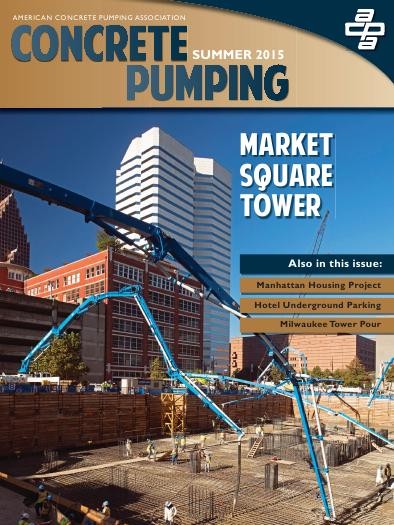 AMERICAN CONCRETE PUMPING ASSOCIATION
CONCRETE
SUMMER 2015
PUMPING
acpa
MARKET
SQUARE
TOWER
Also in this issue:
Manhattan Housing Project
Hotel Underground Parking
Milwaukee Tower Pour